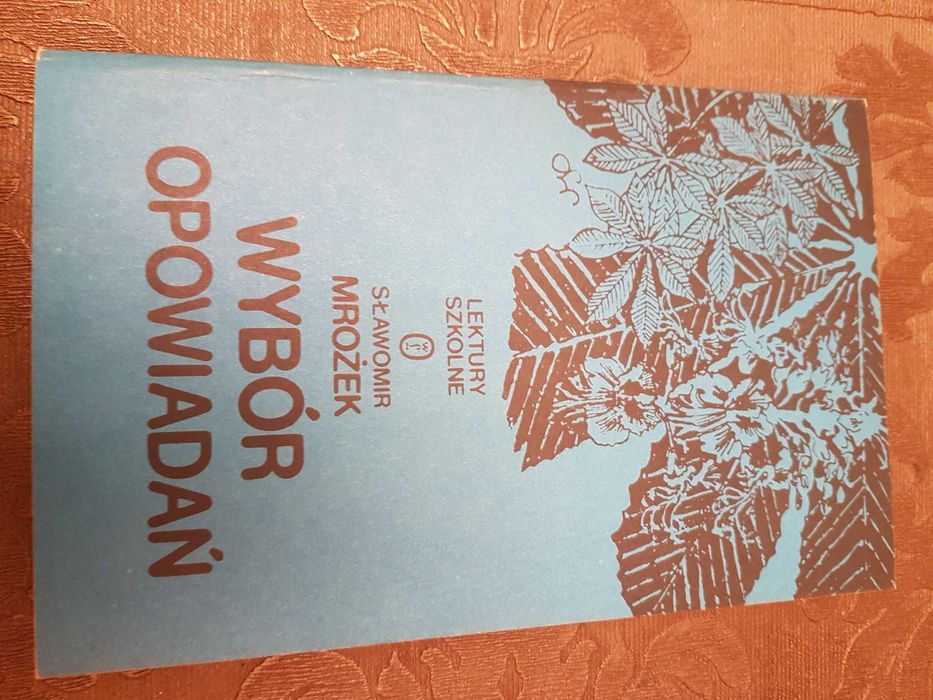 LEKTURY
SZKOLNE
SŁAWOMIR
MROŻEK
WYBÓR
OPOWIADAŃ